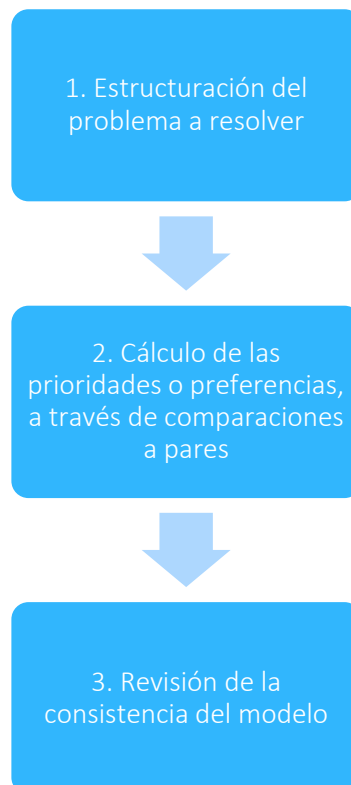 1. Estructuración del
problema a resolver
2. Cálculo de las
prioridades o preferencias,
a través de comparaciones
a pares
3. Revisión de la
consistencia del modelo